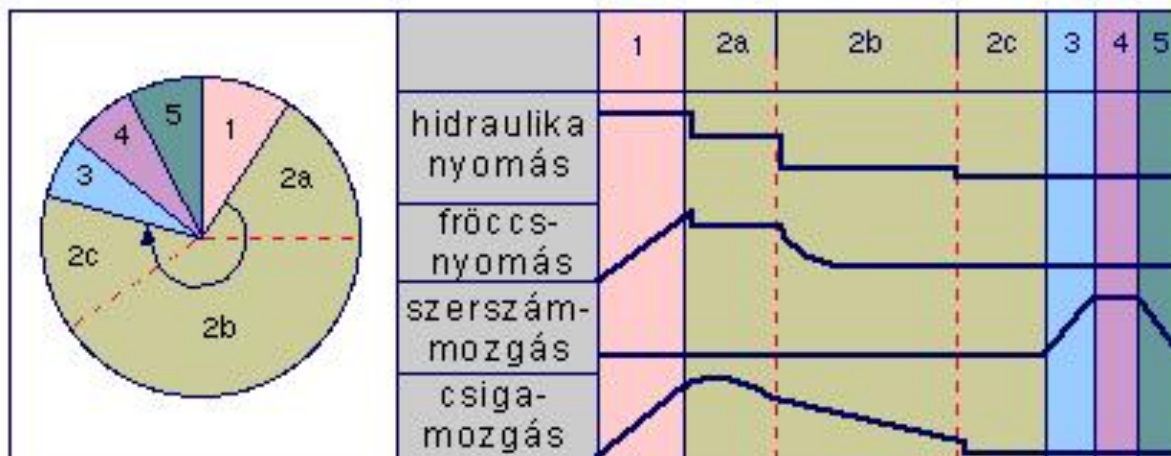 5
1
4
2a
3
2c
2b
1 2a 2b 2c 3 4 5
hidraulika
nyomás
fröccs-
nyomás
szerszám-
mozgás
csiga-
mozgás